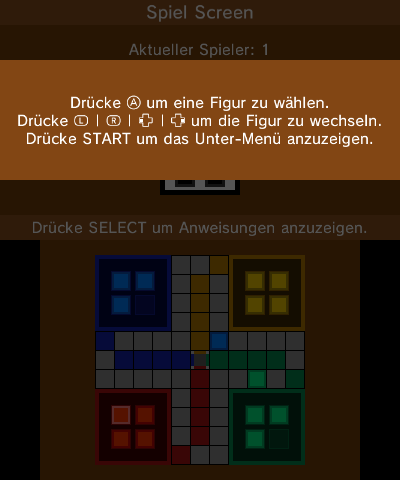 Spiel Screen
Aktueller Spieler: 1
Drücke Ⓐ um eine Figur zu wählen.
Drücke L | R | | um die Figur zu wechseln.
Drücke START um das Unter-Menü anzuzeigen.
Drücke SELECT um Anweisungen anzuzeigen.